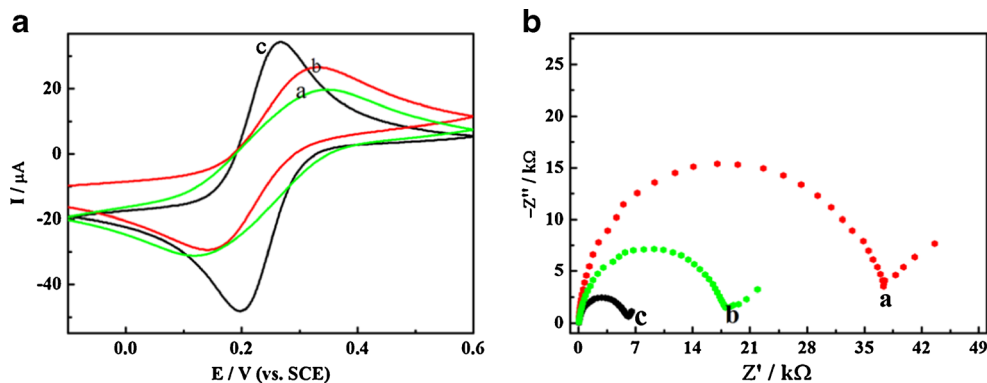 a
I / μA
20
0
-20
-40
c
b
a
0.0
0.2
0.4
0.6
E / V (vs. SCE)
b
−Z'' / kΩ
25
20
15
10
5
0
a
b
c
0
7
14
21
28
35
42
49
Z' / kΩ